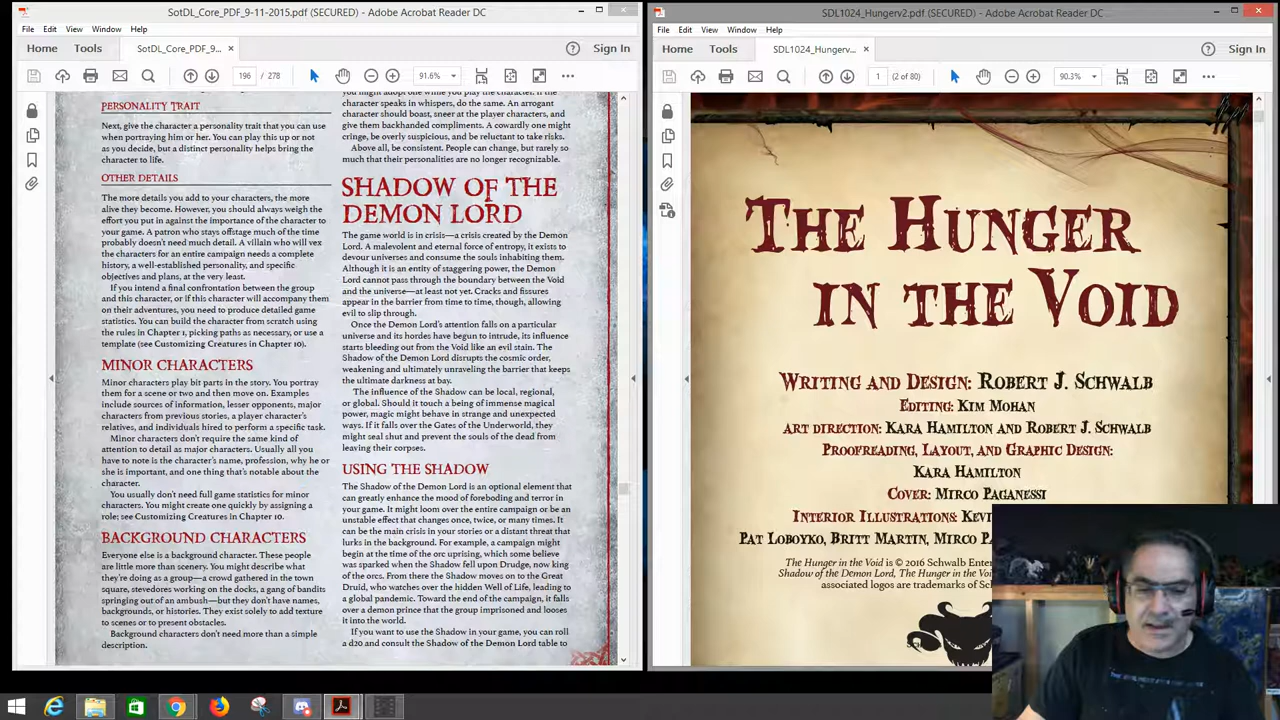 SotDL_Core_PDF_9-11-2015.pdf (SECURED) - Adobe Acrobat Reader DC
File Edit View Window Help
Home Tools SotDL_Core_PDF_9... × Sign In
196 / 278 91.6%
PERSONALITY TRAIT
Next, give the character a personality trait that you can use
when portraying him or her. You can play this up or not
as you decide, but a distinct personality helps bring the
character to life.
OTHER DETAILS
The more details you add to your characters, the more
alive they become. However, you should always weigh the
effort you put in against the importance of the character to
your game. A patron who stays offstage much of the time
probably doesn't need much detail. A villain who will vex
the characters for an entire campaign needs a complete
history, a well-established personality, and specific
objectives and plans, at the very least.
If you intend a final confrontation between the group
and this character, or if this character will accompany them
on their adventures, you need to produce detailed game
statistics. You can build the character from scratch using
the rules in Chapter 1, picking paths as necessary, or use a
template (see Customizing Creatures in Chapter 10).
MINOR CHARACTERS
Minor characters play bit parts in the story. You portray
them for a scene or two and then move on. Examples
include sources of information, lesser opponents, major
characters from previous stories, a player character's
relatives, and individuals hired to perform a specific task.
Minor characters don't require the same kind of
attention to detail as major characters. Usually all you
have to note is the character's name, profession, why he or
she is important, and one thing that's notable about the
character.
You usually don't need full game statistics for minor
characters. You might create one quickly by assigning a
role; see Customizing Creatures in Chapter 10.
BACKGROUND CHARACTERS
Everyone else is a background character. These people
are little more than scenery. You might describe what
they're doing as a group—a crowd gathered in the town
square, stevedores working on the docks, a gang of bandits
springing out of an ambush—but they don't have names,
backgrounds, or histories. They exist solely to add texture
to scenes or to present obstacles.
Background characters don't need more than a simple
description.
you might adopt one while you play the character. If the
character speaks in whispers, do the same. An arrogant
character should boast, sneer at the player characters, and
give them backhanded compliments. A cowardly one might
cringe, be overly suspicious, and be reluctant to take risks.
Above all, be consistent. People can change, but rarely so
much that their personalities are no longer recognizable.
SHADOW OF THE
DEMON LORD
The game world is in crisis—a crisis created by the Demon
Lord. A malevolent and eternal force of entropy, it exists to
devour universes and consume the souls inhabiting them.
Although it is an entity of staggering power, the Demon
Lord cannot pass through the boundary between the Void
and the universe—at least not yet. Cracks and fissures
appear in the barrier from time to time, though, allowing
evil to slip through.
Once the Demon Lord's attention falls on a particular
universe and its hordes have begun to intrude, its influence
starts bleeding out from the Void like an evil stain. The
Shadow of the Demon Lord disrupts the cosmic order,
weakening and ultimately unraveling the barrier that keeps
the ultimate darkness at bay.
The influence of the Shadow can be local, regional,
or global. Should it touch a being of immense magical
power, magic might behave in strange and unexpected
ways. If it falls over the Gates of the Underworld, they
might seal shut and prevent the souls of the dead from
leaving their corpses.
USING THE SHADOW
The Shadow of the Demon Lord is an optional element that
can greatly enhance the mood of foreboding and terror in
your game. It might loom over the entire campaign or be an
unstable effect that changes once, twice, or many times. It
can be the main crisis in your stories or a distant threat that
lurks in the background. For example, a campaign might
begin at the time of the orc uprising, which some believe
was sparked when the Shadow fell upon Drudge, now king
of the orcs. From there the Shadow moves on to the Great
Druid, who watches over the hidden Well of Life, leading to
a global pandemic. Toward the end of the campaign, it falls
over a demon prince that the group imprisoned and looses
it into the world.
If you want to use the Shadow in your game, you can roll
a d20 and consult the Shadow of the Demon Lord table to
SDL1024_Hungerv2.pdf (SECURED) - Adobe Acrobat Reader DC
File Edit View Window Help
Home Tools SDL1024_Hungerv... × Sign In
1 (2 of 80) 90.3%
THE HUNGER
IN THE VOID
WRITING AND DESIGN: ROBERT J. SCHWALB
EDITING: KIM MOHAN
ART DIRECTION: KARA HAMILTON AND ROBERT J. SCHWALB
PROOFREADING, LAYOUT, AND GRAPHIC DESIGN:
KARA HAMILTON
COVER: MIRCO PAGANESSI
INTERIOR ILLUSTRATIONS:
PAT LOBOYKO, BRITT MARTIN, MIRCO
The Hunger in the Void is © 2016 Schwalb
Shadow of the Demon Lord, The Hunger in the
associated logos are trademarks of